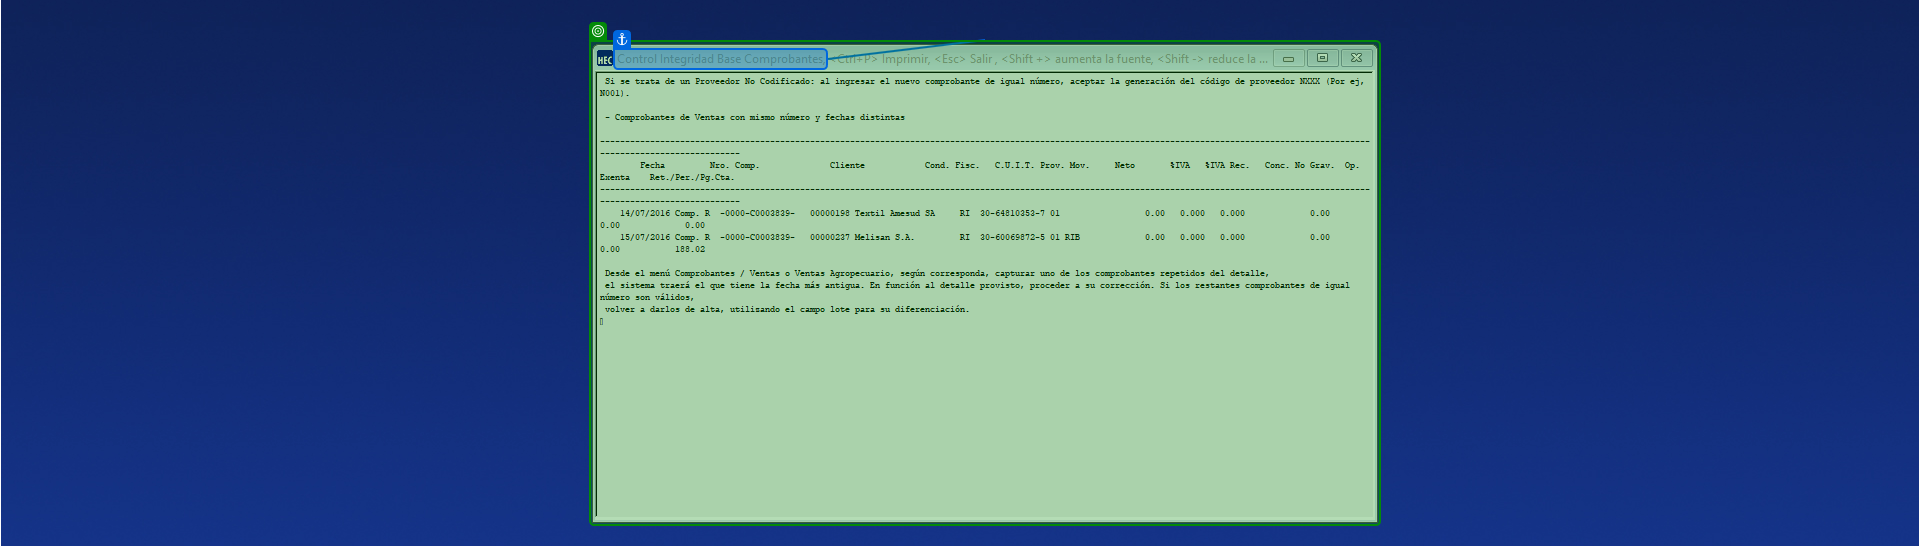 HEC Control Integridad Base Comprobantes, <Ctrl+P> Imprimir, <Esc> Salir , <Shift +> aumenta la fuente, <Shift -> reduce la ...
Si se trata de un Proveedor No Codificado: al ingresar el nuevo comprobante de igual número, aceptar la generación del código de proveedor NXXX (Por ej,
N001).
- Comprobantes de Ventas con mismo número y fechas distintas
Fecha Nro. Comp. Cliente Cond. Fisc. C.U.I.T. Prov. Mov. Neto %IVA %IVA Rec. Conc. No Grav. Op.
Exenta Ret./Per./Pg.Cta.
14/07/2016 Comp. R -0000-C0003839- 00000198 Textil Amesud SA RI 30-64810353-7 01 0.00 0.000 0.000 0.00
0.00 0.00
15/07/2016 Comp. R -0000-C0003839- 00000237 Melisan S.A. RI 30-60069872-5 01 RIB 0.00 0.000 0.000 0.00
0.00 188.02
Desde el menú Comprobantes / Ventas o Ventas Agropecuario, según corresponda, capturar uno de los comprobantes repetidos del detalle,
el sistema traerá el que tiene la fecha más antigua. En función al detalle provisto, proceder a su corrección. Si los restantes comprobantes de igual
número son válidos,
volver a darlos de alta, utilizando el campo lote para su diferenciación.